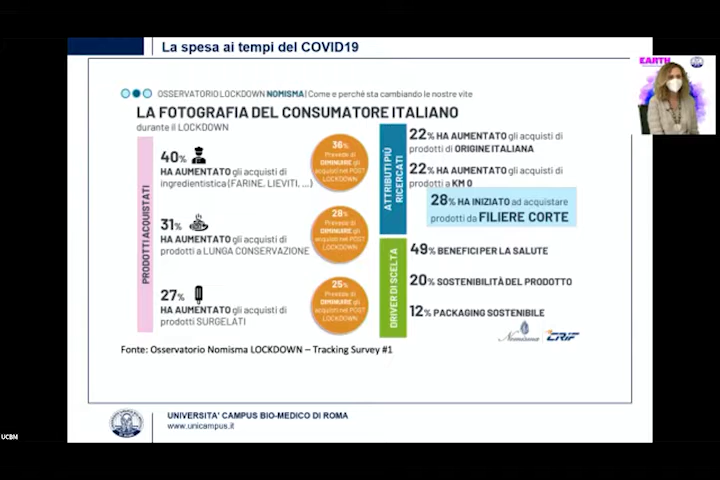 La spesa ai tempi del COVID19
EARTH
OSSERVATORIO LOCKDOWN NOMISMA | Come e perché sta cambiando le nostre vite
LA FOTOGRAFIA DEL CONSUMATORE ITALIANO
durante il LOCKDOWN
PRODOTTI ACQUISTATI
40%
HA AUMENTATO gli acquisti di
ingredientistica (FARINE, LIEVITI, ...)
36%
Prevede di
DIMINUIRE gli
acquisti nel POST
LOCKDOWN
31%
HA AUMENTATO gli acquisti di
prodotti a LUNGA CONSERVAZIONE
28%
Prevede di
DIMINUIRE gli
acquisti nel POST
LOCKDOWN
27%
HA AUMENTATO gli acquisti di
prodotti SURGELATI
25%
Prevede di
DIMINUIRE gli
acquisti nel POST
LOCKDOWN
ATTRIBUTI PIÙ
RICERCATI
22% HA AUMENTATO gli acquisti di
prodotti di ORIGINE ITALIANA
22% HA AUMENTATO gli acquisti di
prodotti a KM 0
28% HA INIZIATO ad acquistare
prodotti da FILIERE CORTE
DRIVER DI SCELTA
49% BENEFICI PER LA SALUTE
20% SOSTENIBILITÀ DEL PRODOTTO
12% PACKAGING SOSTENIBILE
Nomisma CRIF
Fonte: Osservatorio Nomisma LOCKDOWN – Tracking Survey #1
UNIVERSITA' CAMPUS BIO-MEDICO DI ROMA
www.unicampus.it
UCBM